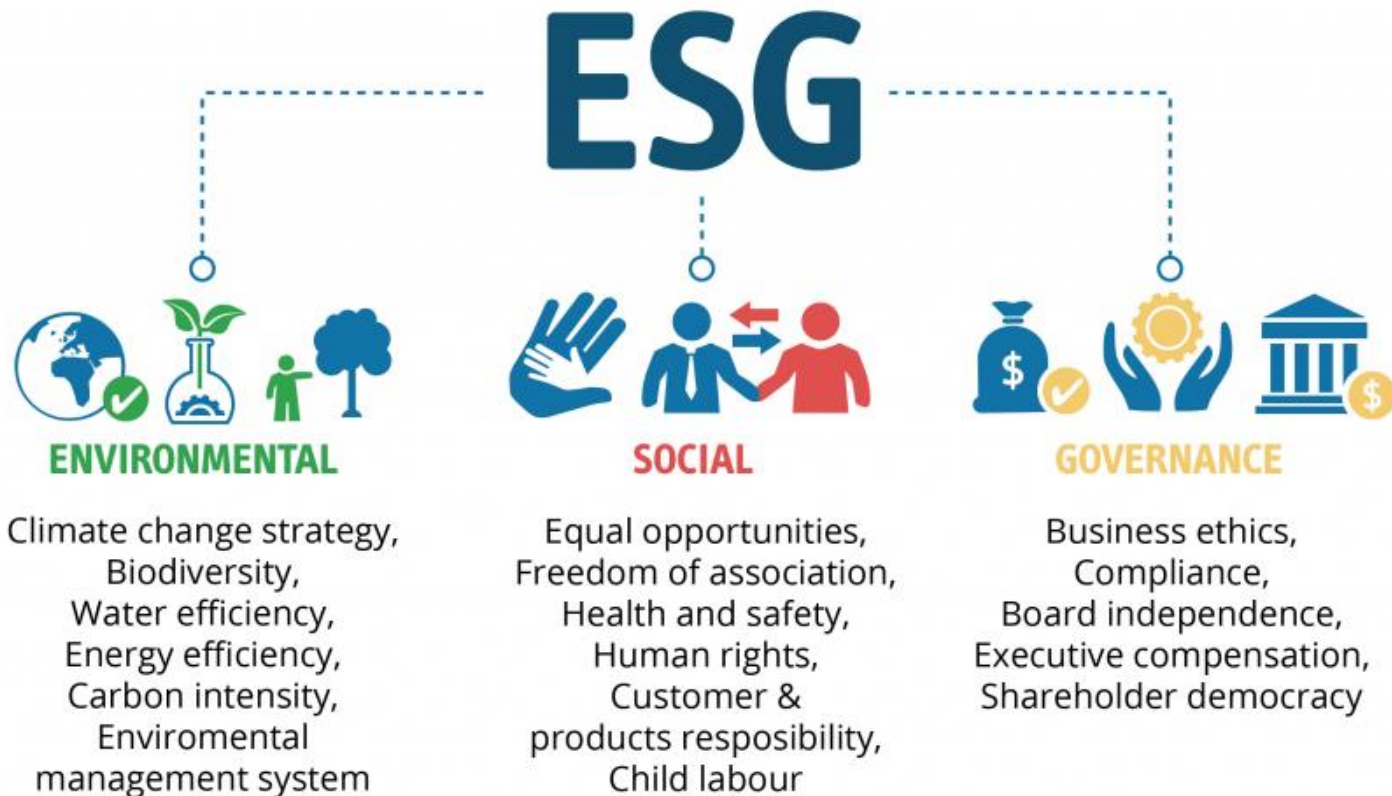 ESG
ENVIRONMENTAL
Climate change strategy,
Biodiversity,
Water efficiency,
Energy efficiency,
Carbon intensity,
Enviromental
management system
SOCIAL
Equal opportunities,
Freedom of association,
Health and safety,
Human rights,
Customer &
products resposibility,
Child labour
$
$
GOVERNANCE
Business ethics,
Compliance,
Board independence,
Executive compensation,
Shareholder democracy